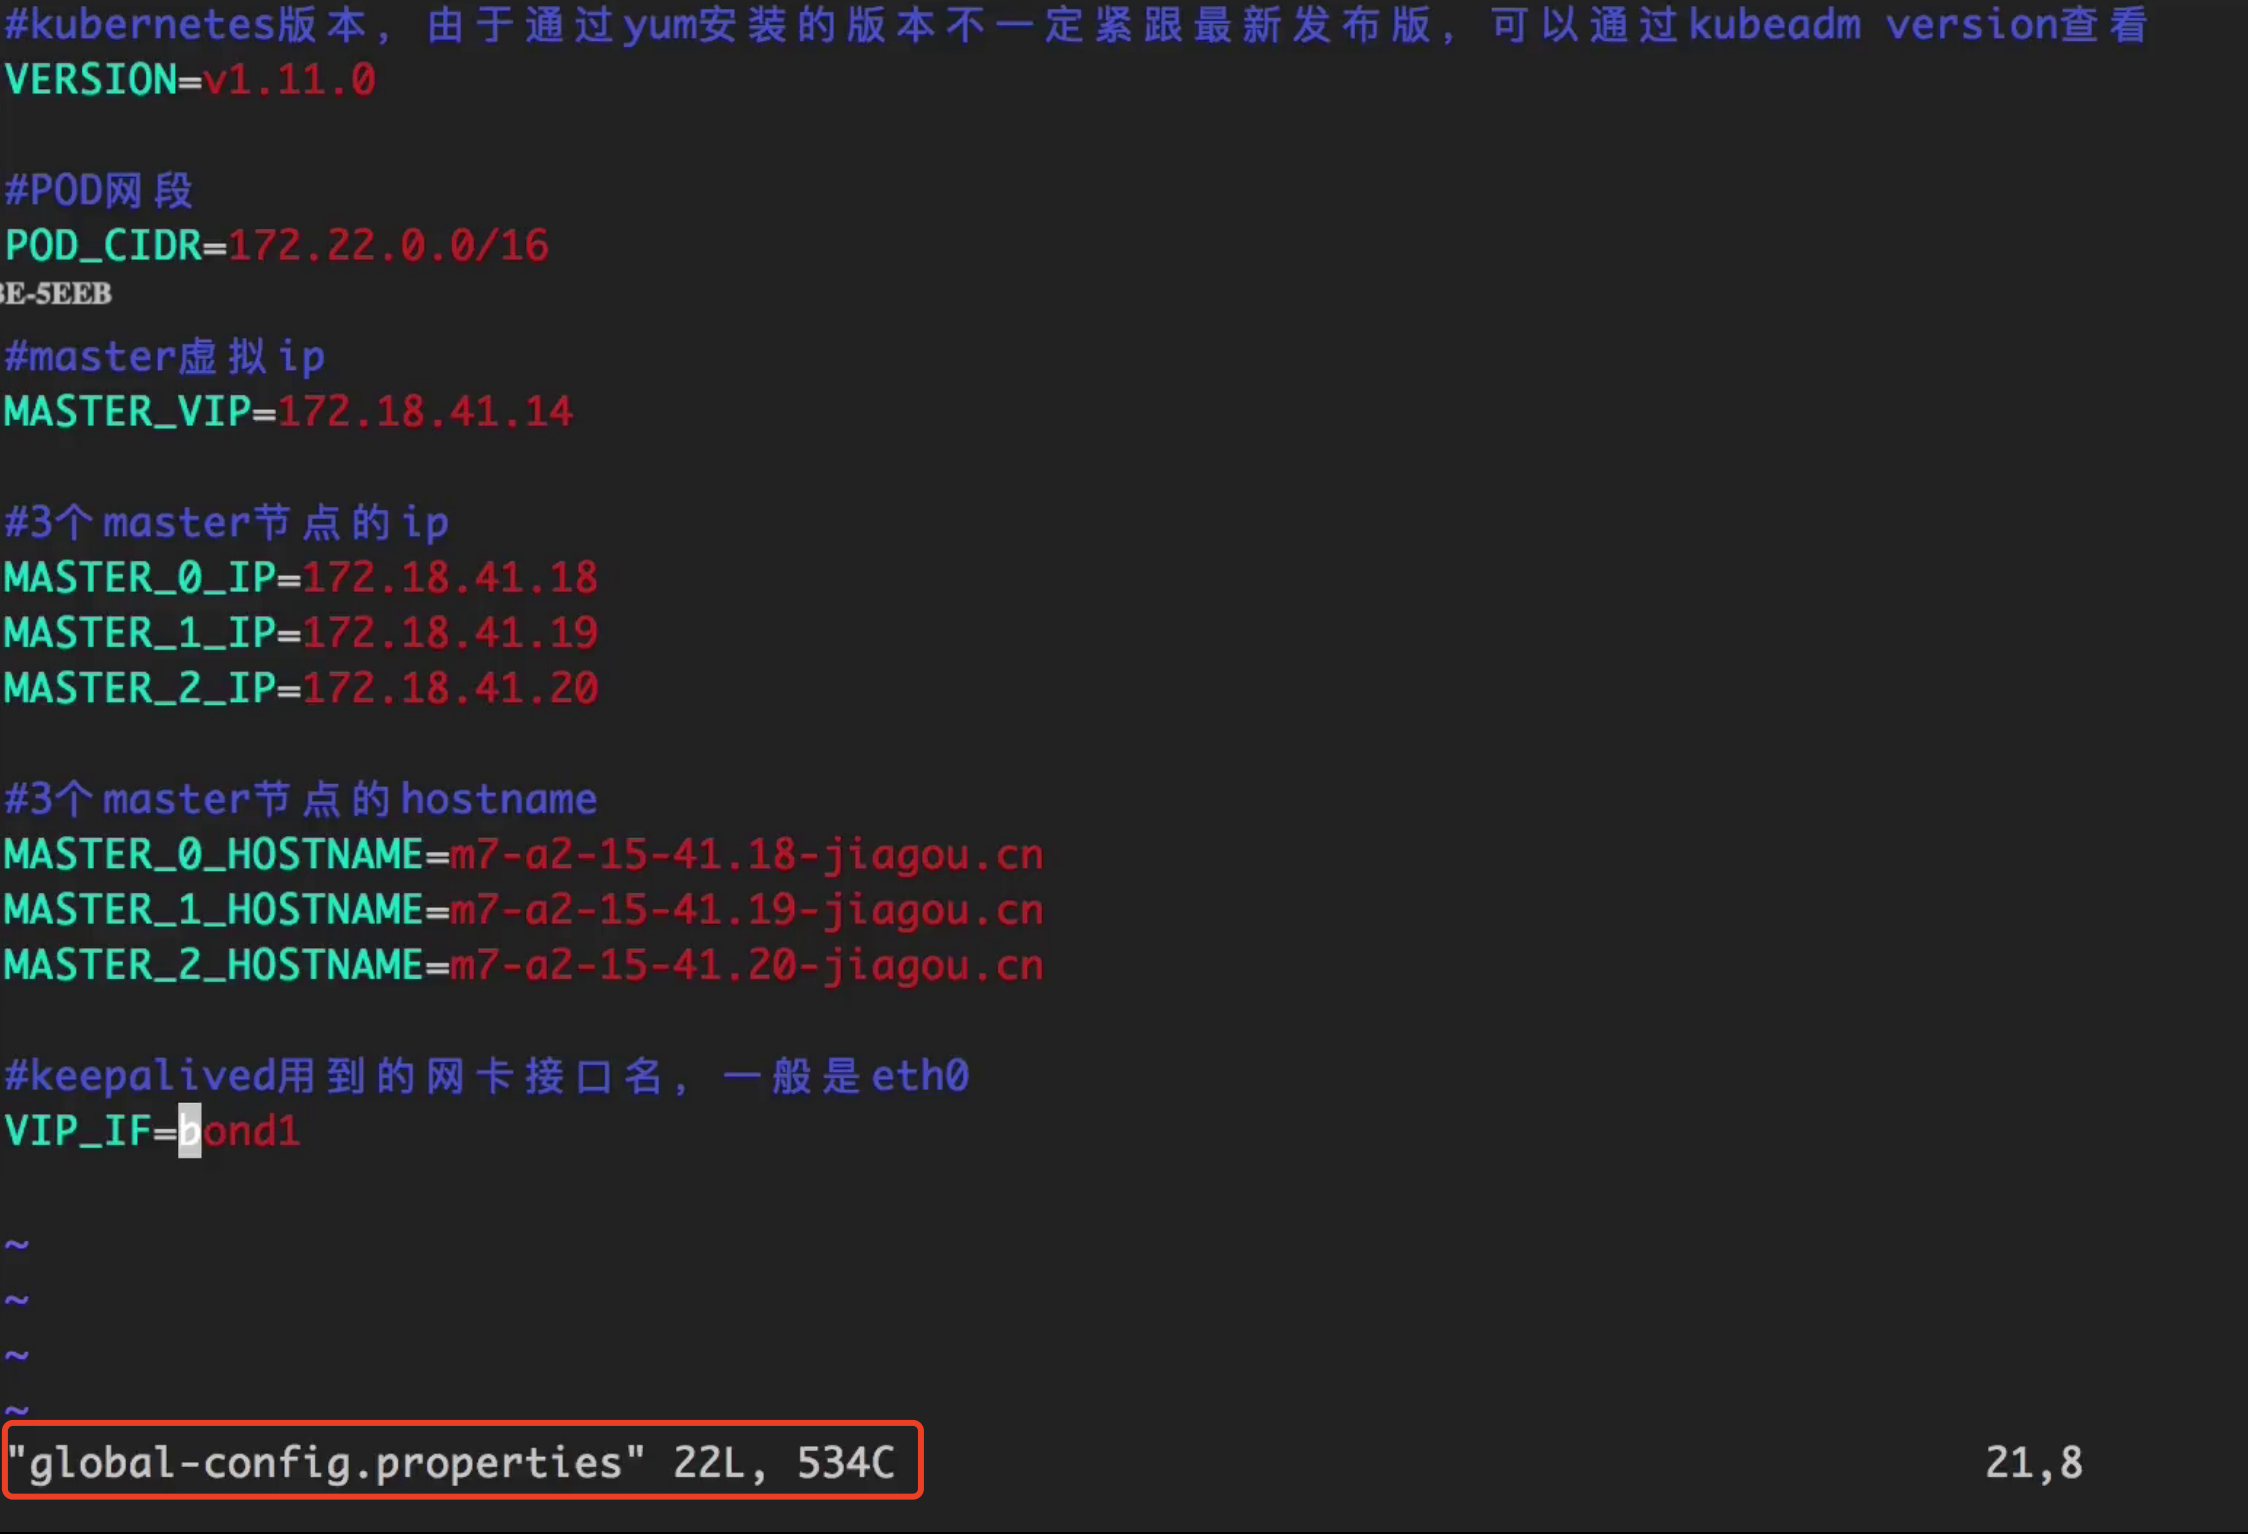 #kubernetes版本，由于通过yum安装的版本不一定紧跟最新发布版，可以通过kubeadm version查看
VERSION=v1.11.0
#POD网段
POD_CIDR=172.22.0.0/16
E-5EEB
#master虚拟ip
MASTER_VIP=172.18.41.14
#3个master节点的ip
MASTER_0_IP=172.18.41.18
MASTER_1_IP=172.18.41.19
MASTER_2_IP=172.18.41.20
#3个master节点的hostname
MASTER_0_HOSTNAME=m7-a2-15-41.18-jiagou.cn
MASTER_1_HOSTNAME=m7-a2-15-41.19-jiagou.cn
MASTER_2_HOSTNAME=m7-a2-15-41.20-jiagou.cn
#keepalived用到的网卡接口名，一般是eth0
VIP_IF=bond1
~
~
~
~
"global-config.properties" 22L, 534C 21,8